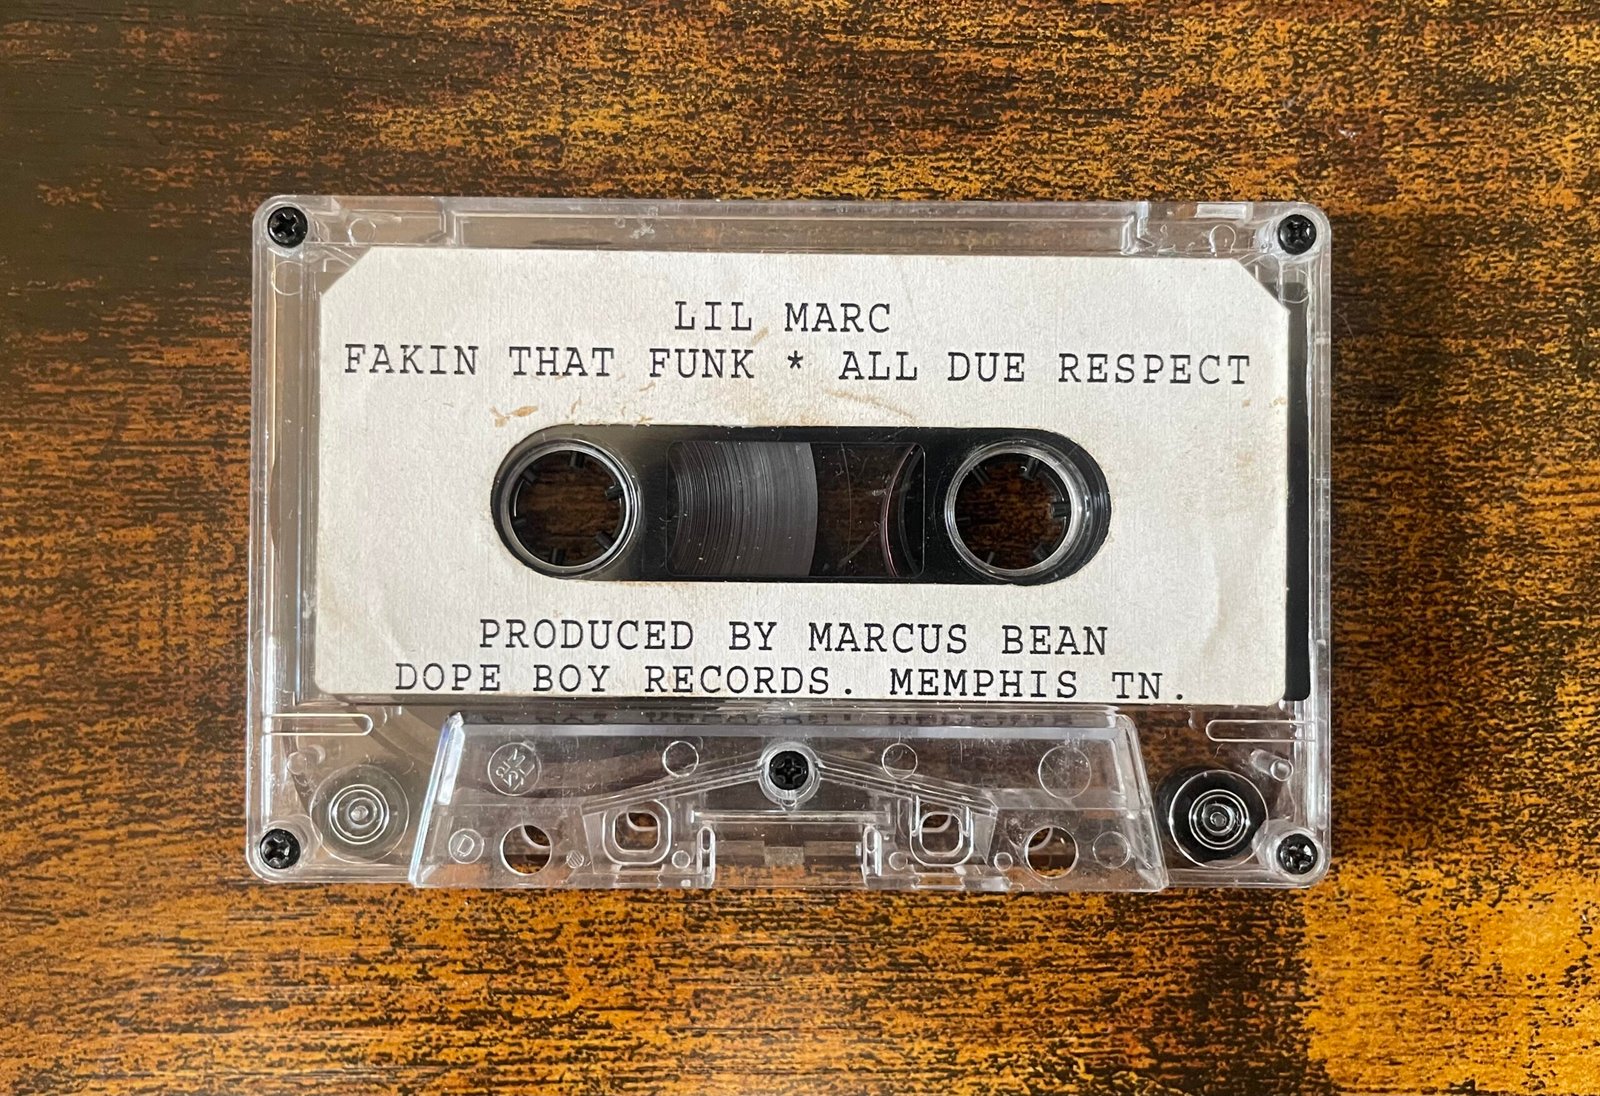 LIL MARC
FAKIN THAT FUNK * ALL DUE RESPECT
PRODUCED BY MARCUS BEAN
DOPE BOY RECORDS. MEMPHIS TN.